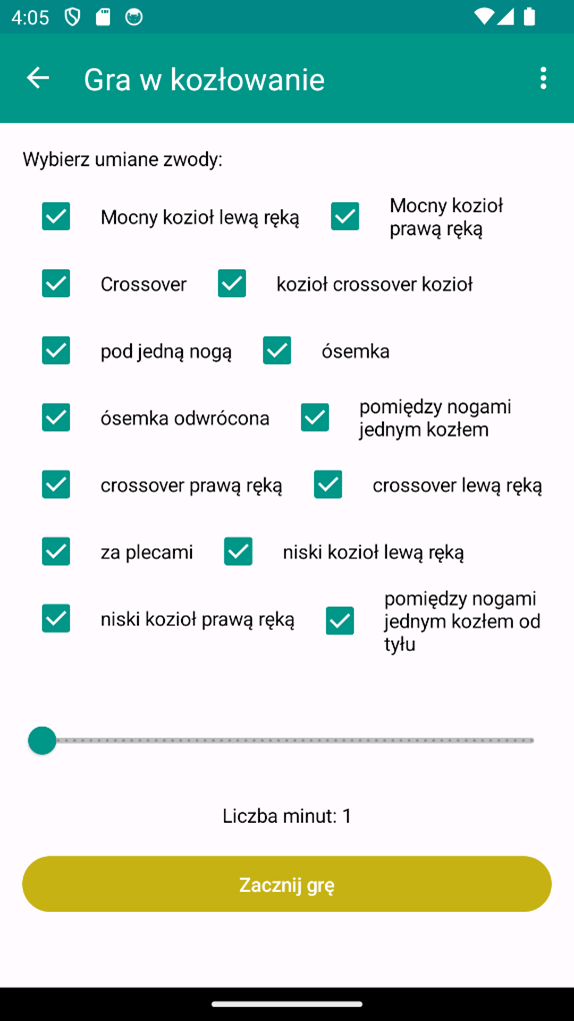 4:05
Gra w kozłowanie
Wybierz umiane zwody:
Mocny kozioł lewą ręką
Mocny kozioł
prawą ręką
Crossover
kozioł crossover kozioł
pod jedną nogą
ósemka
ósemka odwrócona
pomiędzy nogami
jednym kozłem
crossover prawą ręką
crossover lewą ręką
za plecami
niski kozioł lewą ręką
niski kozioł prawą ręką
pomiędzy nogami
jednym kozłem od
tyłu
Liczba minut: 1
Zacznij grę